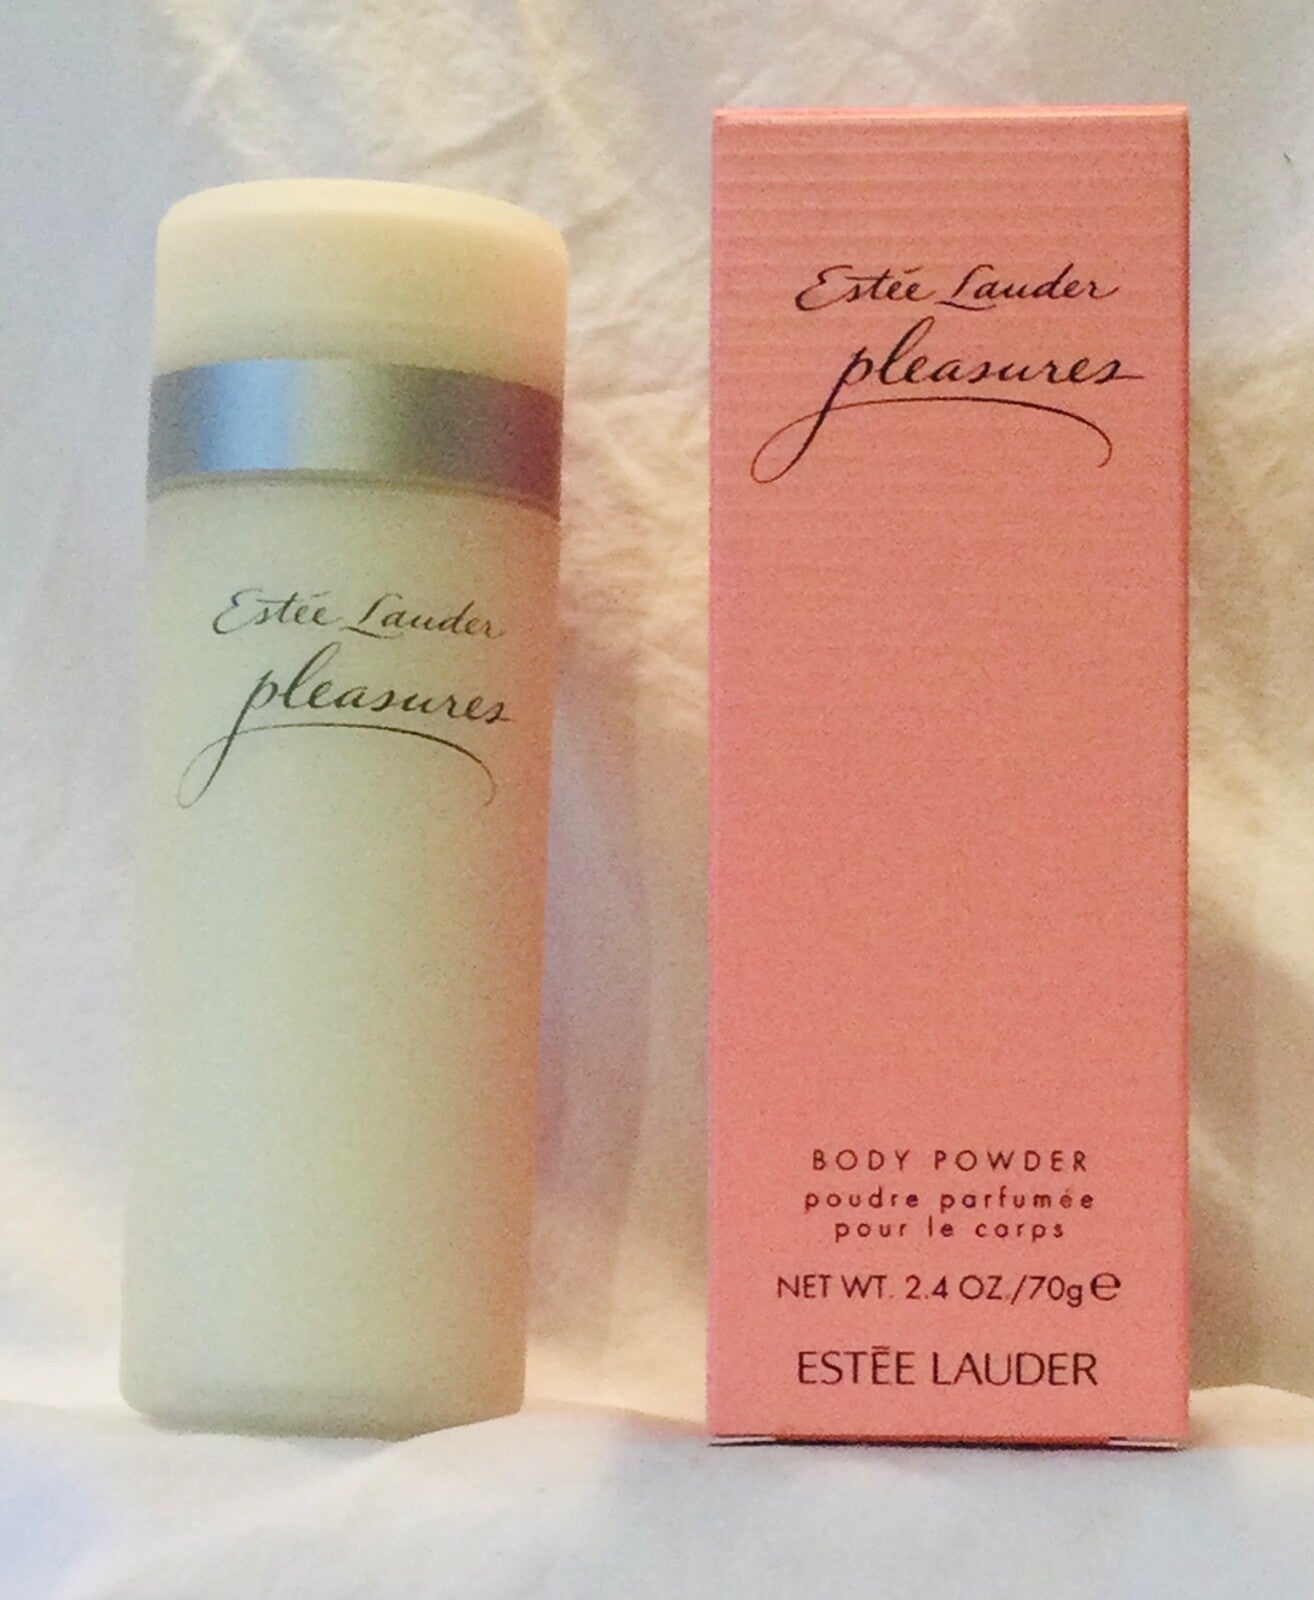 Estée Lauder
pleasures
Estée Lauder
pleasures
BODY POWDER
poudre parfumée
pour le corps
NET WT. 2.4 OZ./70g ℮
ESTĒE LAUDER